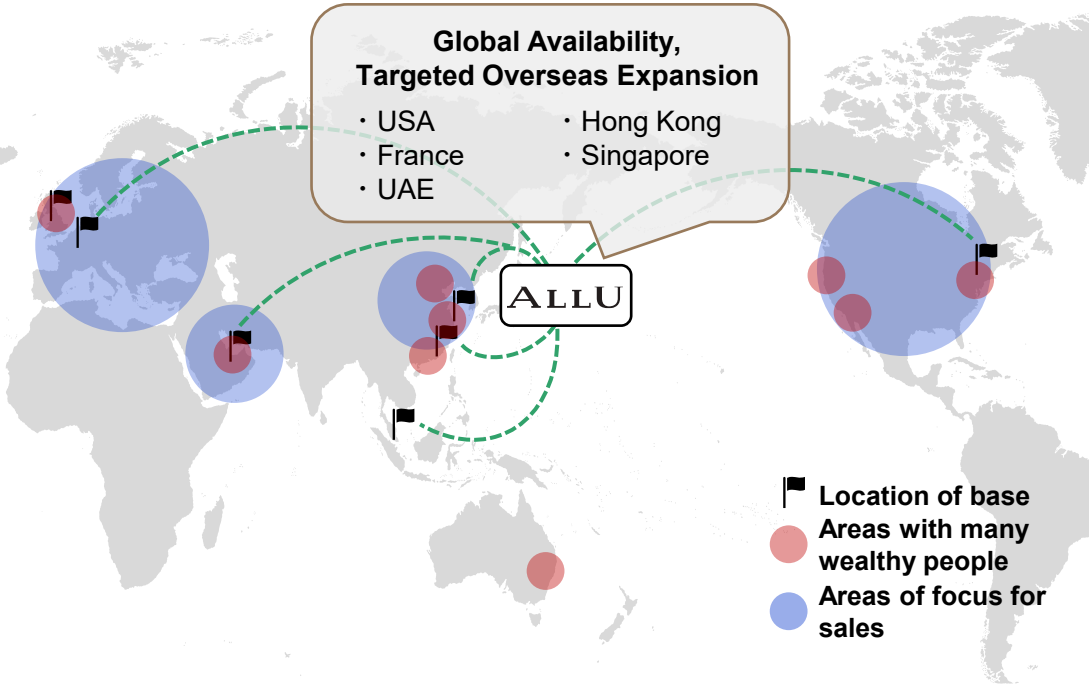 Global Availability,
Targeted Overseas Expansion
・USA
・France
・UAE
・Hong Kong
・Singapore
ALLU
Location of base
Areas with many
wealthy people
Areas of focus for
sales